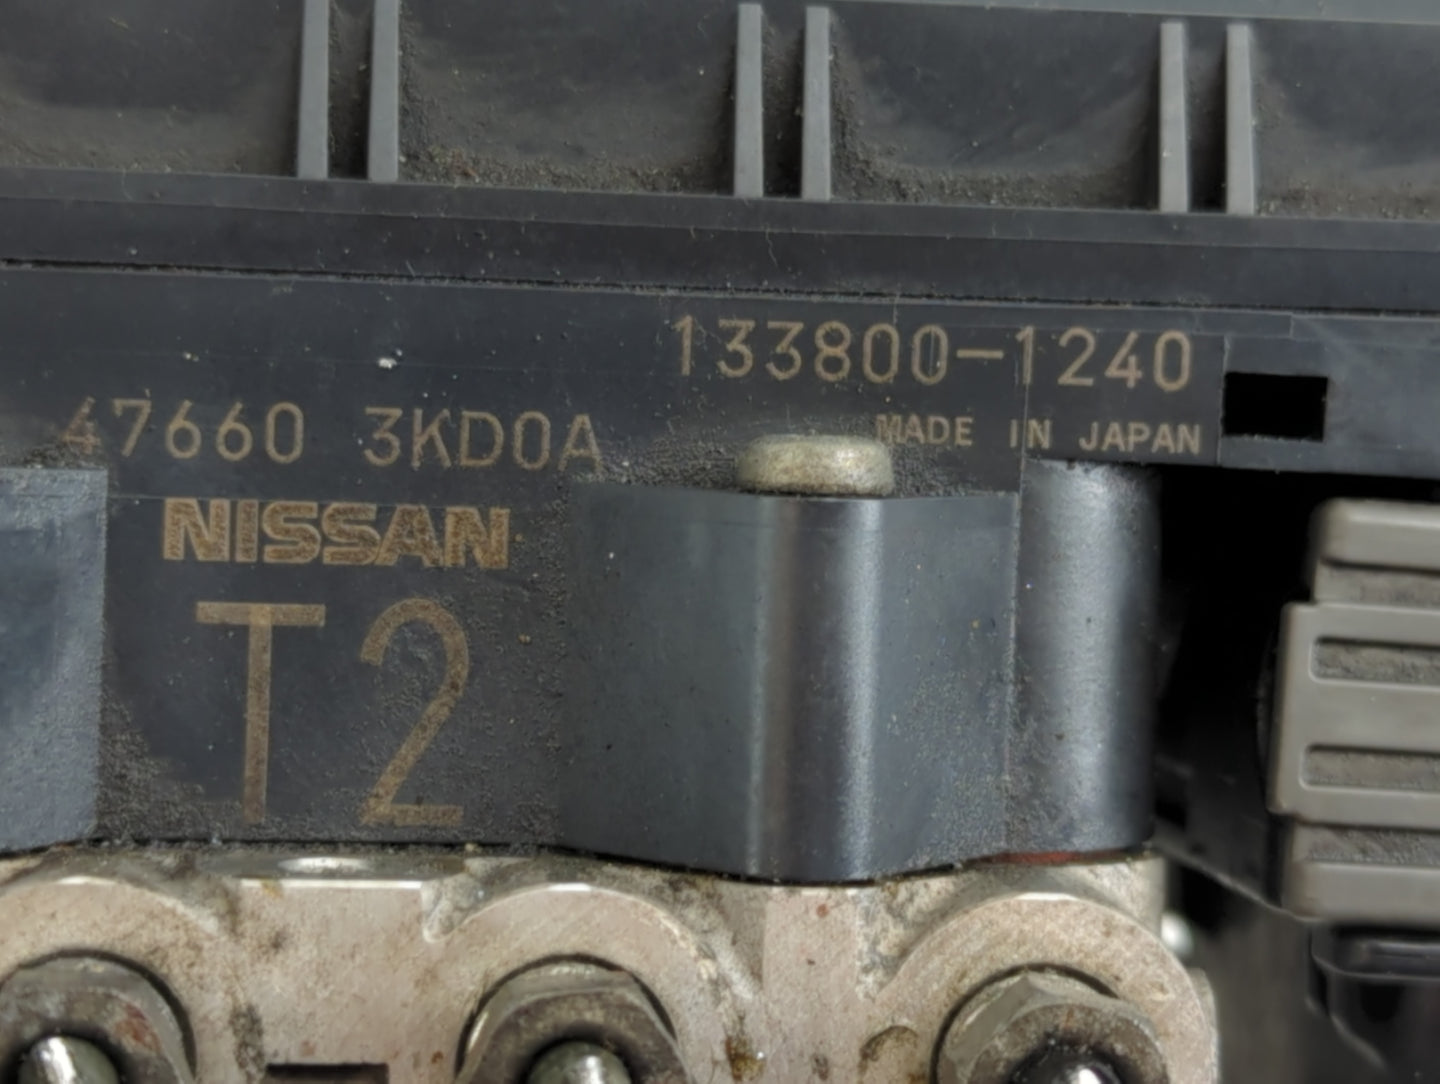 133800-1240
47660 3KD0A
MADE IN JAPAN
NISSAN
T2